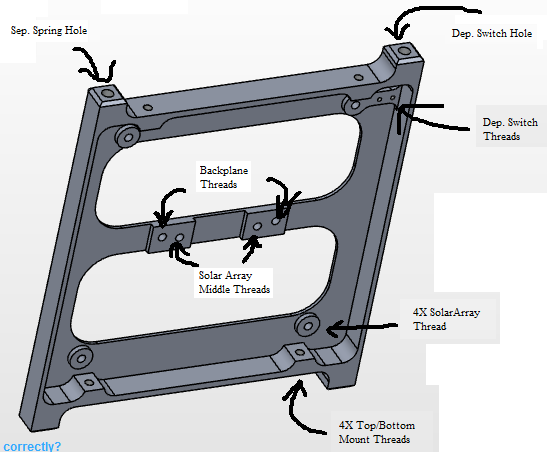 Sep. Spring Hole
Dep. Switch Hole
Dep. Switch
Threads
Backplane
Threads
Solar Array
Middle Threads
4X SolarArray
Thread
4X Top/Bottom
Mount Threads
correctly?